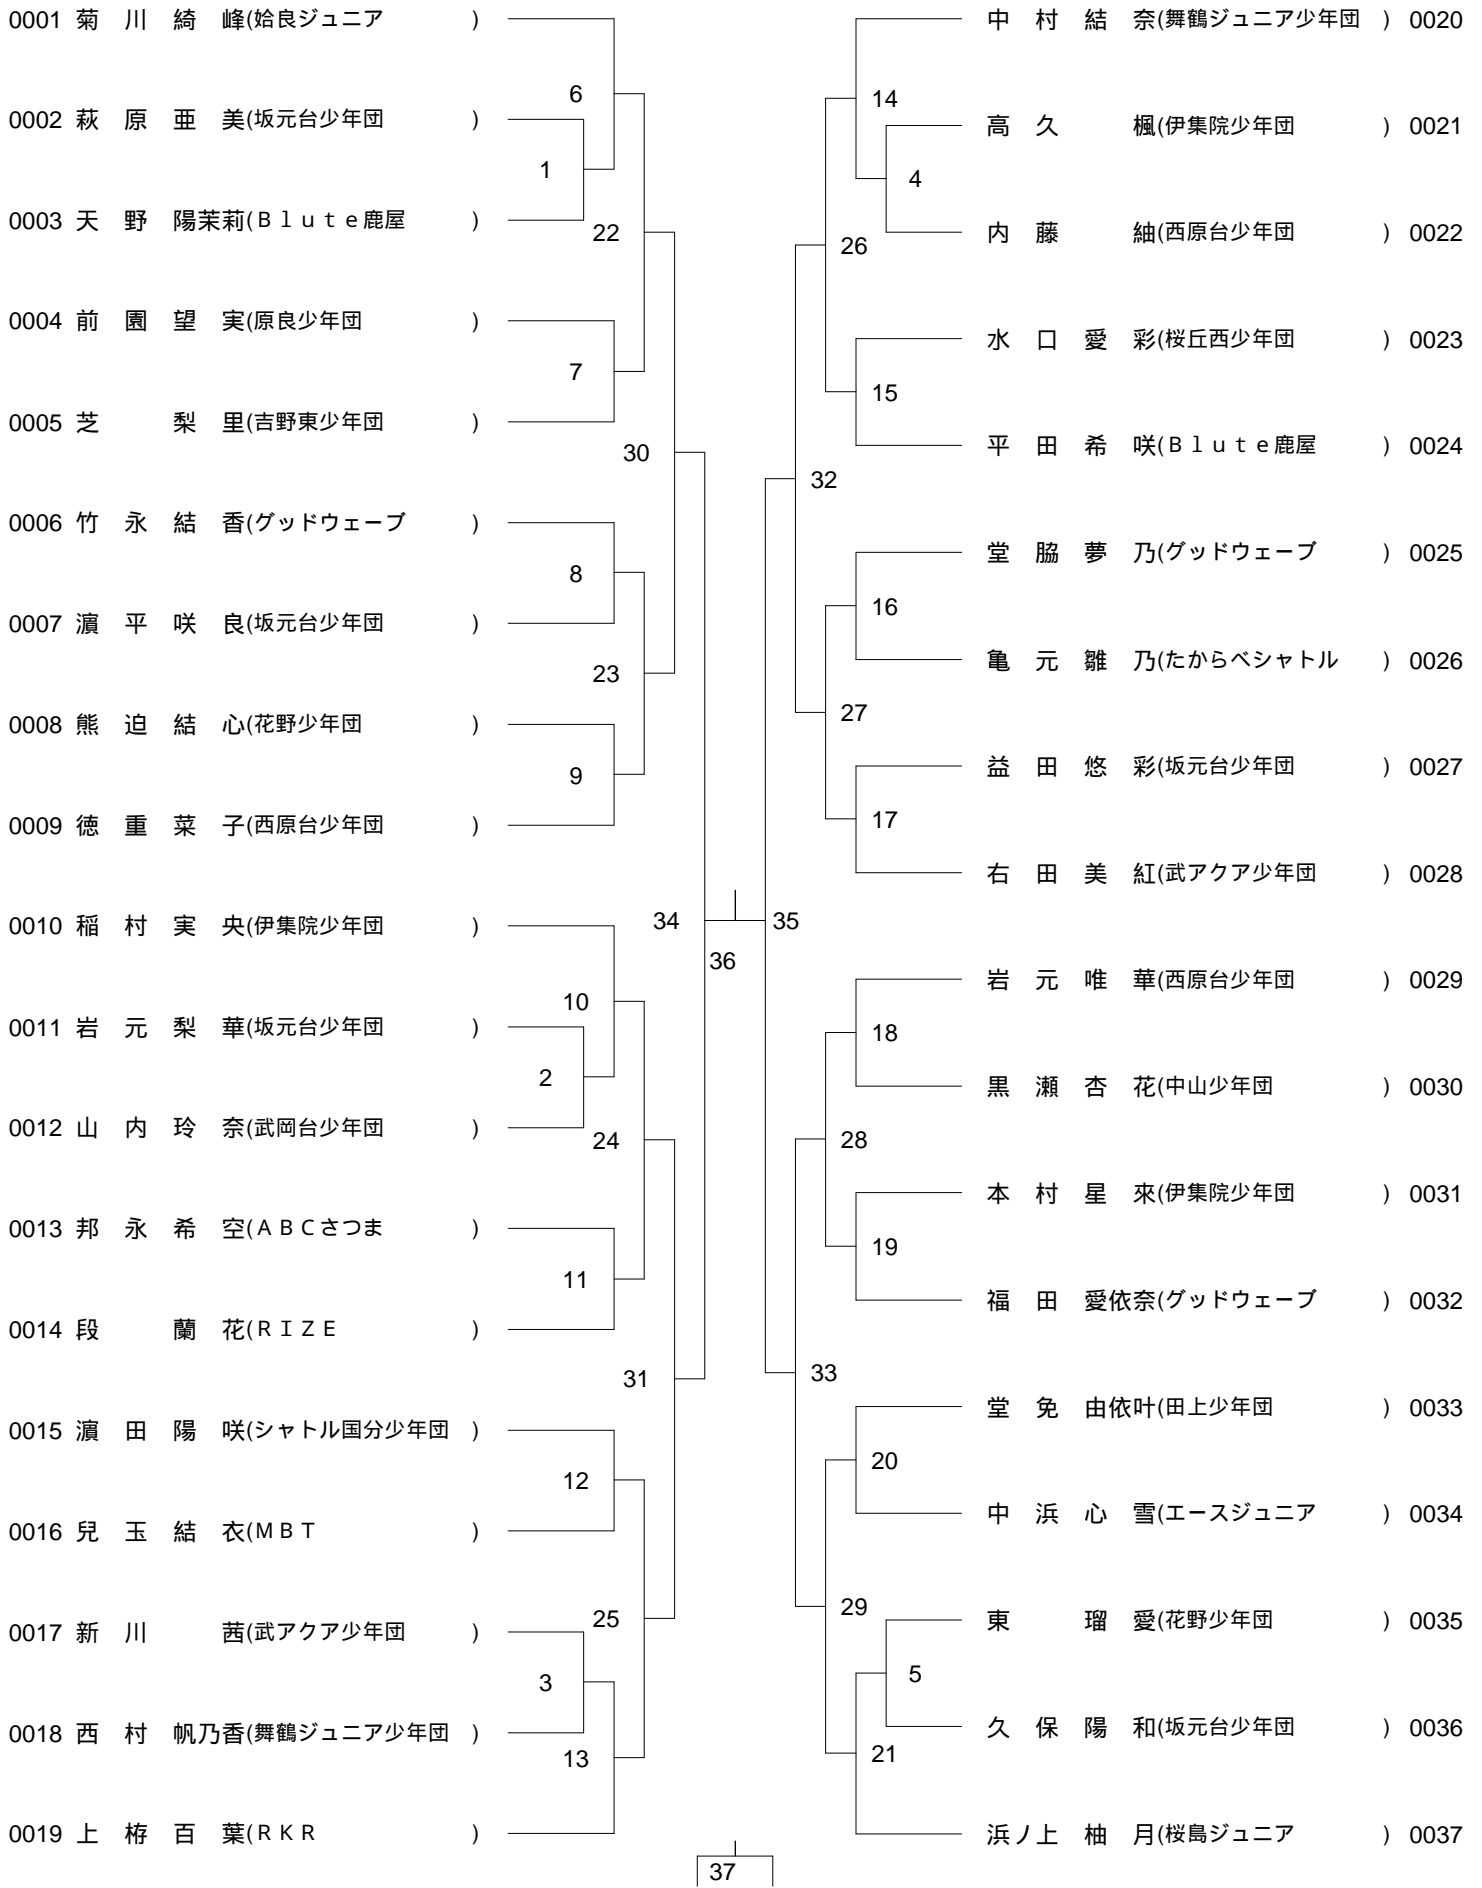 0001 菊 川 綺 峰(姶良ジュニア )
6
0002 萩 原 亜 美(坂元台少年団 )
1
0003 天 野 陽茉莉(Ｂｌｕｔｅ鹿屋 )
22
0004 前 園 望 実(原良少年団 )
7
0005 芝 梨 里(吉野東少年団 )
30
0006 竹 永 結 香(グッドウェーブ )
8
0007 濵 平 咲 良(坂元台少年団 )
23
0008 熊 迫 結 心(花野少年団 )
9
0009 徳 重 菜 子(西原台少年団 )
34
0010 稲 村 実 央(伊集院少年団 )
10
0011 岩 元 梨 華(坂元台少年団 )
2
0012 山 内 玲 奈(武岡台少年団 )
24
0013 邦 永 希 空(ＡＢＣさつま )
11
0014 段 蘭 花(ＲＩＺＥ )
31
0015 濵 田 陽 咲(シャトル国分少年団 )
12
0016 兒 玉 結 衣(ＭＢＴ )
25
0017 新 川 茜(武アクア少年団 )
3
0018 西 村 帆乃香(舞鶴ジュニア少年団 )
13
0019 上 栫 百 葉(ＲＫＲ )
36
中 村 結 奈(舞鶴ジュニア少年団 ) 0020
14
高 久 楓(伊集院少年団 ) 0021
4
内 藤 紬(西原台少年団 ) 0022
26
水 口 愛 彩(桜丘西少年団 ) 0023
15
平 田 希 咲(Ｂｌｕｔｅ鹿屋 ) 0024
32
堂 脇 夢 乃(グッドウェーブ ) 0025
16
亀 元 雛 乃(たからべシャトル ) 0026
27
益 田 悠 彩(坂元台少年団 ) 0027
17
右 田 美 紅(武アクア少年団 ) 0028
35
岩 元 唯 華(西原台少年団 ) 0029
18
黒 瀬 杏 花(中山少年団 ) 0030
28
本 村 星 來(伊集院少年団 ) 0031
19
福 田 愛依奈(グッドウェーブ ) 0032
33
堂 免 由依叶(田上少年団 ) 0033
20
中 浜 心 雪(エースジュニア ) 0034
29
東 瑠 愛(花野少年団 ) 0035
5
久 保 陽 和(坂元台少年団 ) 0036
21
浜ノ上 柚 月(桜島ジュニア ) 0037
37